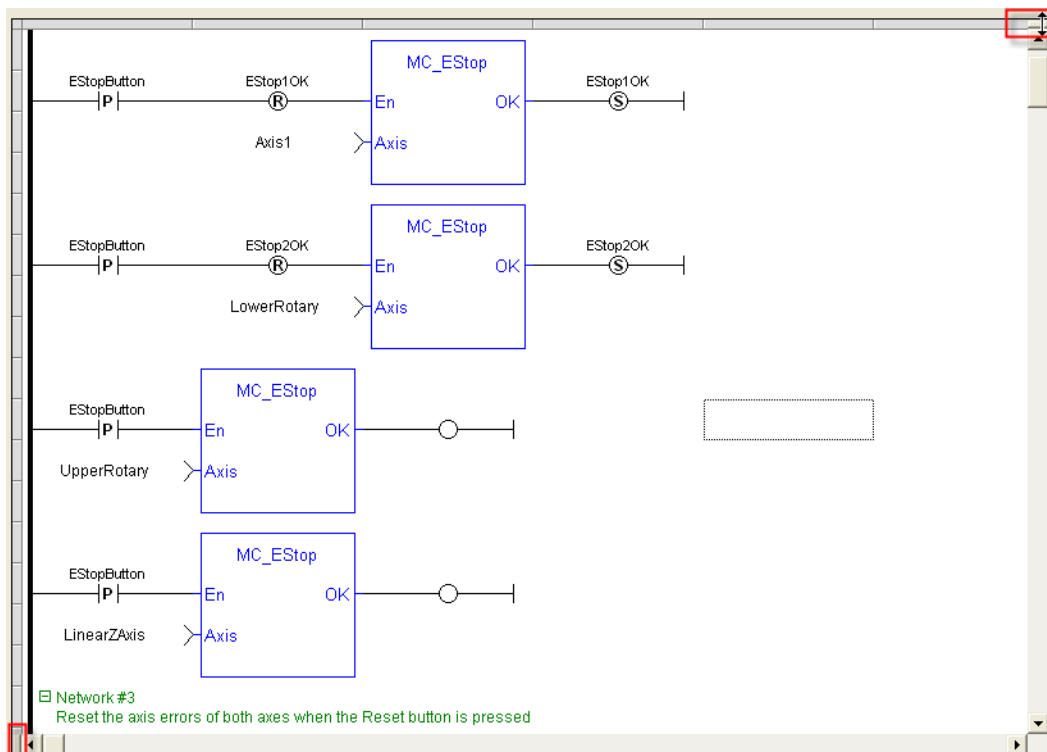 MC_EStop
EStopButton EStop1OK EStop1OK
P R En OK S
Axis1 Axis
MC_EStop
EStopButton EStop2OK EStop2OK
P R En OK S
LowerRotary Axis
MC_EStop
EStopButton
P En OK
UpperRotary Axis
MC_EStop
EStopButton
P En OK
LinearZAxis Axis
Network #3
Reset the axis errors of both axes when the Reset button is pressed